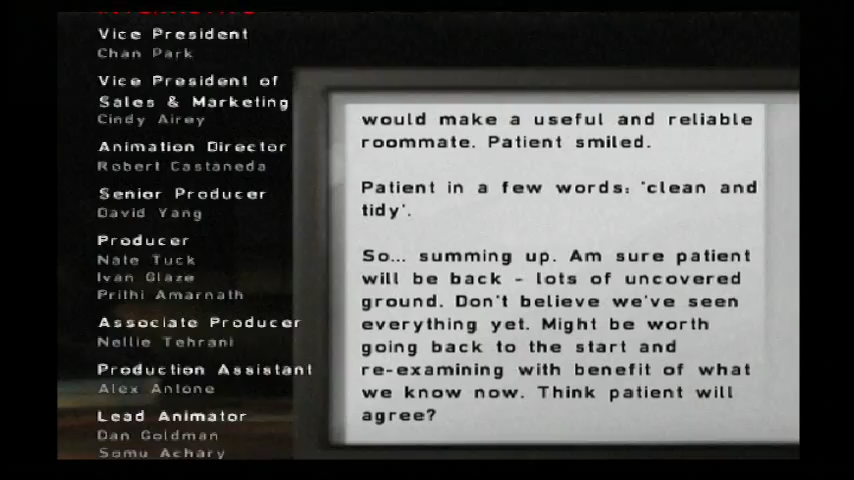 Vice President
Chan Park
Vice President of
Sales & Marketing
Cindy Airey
Animation Director
Robert Castaneda
Senior Producer
David Yang
Producer
Nate Tuck
Ivan Glaze
Prithi Amarnath
Associate Producer
Nellie Tehrani
Production Assistant
Alex Antone
Lead Animator
Dan Goldman
Somu Achary
would make a useful and reliable
roommate. Patient smiled.
Patient in a few words: 'clean and
tidy'.
So... summing up. Am sure patient
will be back - lots of uncovered
ground. Don't believe we've seen
everything yet. Might be worth
going back to the start and
re-examining with benefit of what
we know now. Think patient will
agree?